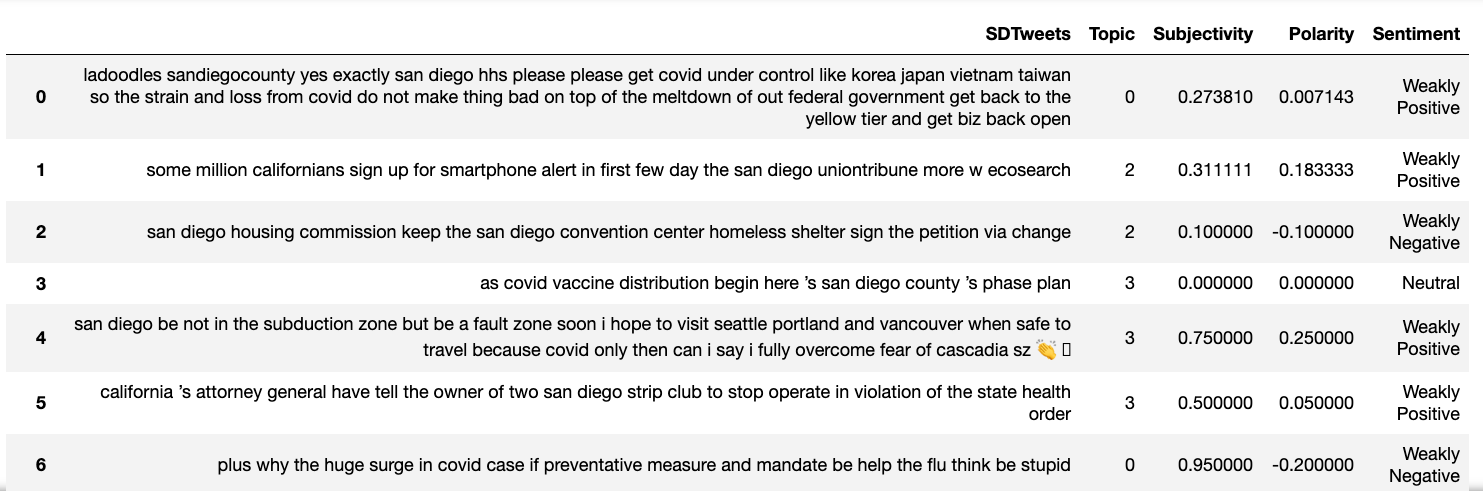 SDTweets Topic Subjectivity Polarity Sentiment
0 ladoodles sandiegocounty yes exactly san diego hhs please please get covid under control like korea japan vietnam taiwan
so the strain and loss from covid do not make thing bad on top of the meltdown of out federal government get back to the
yellow tier and get biz back open 0 0.273810 0.007143 Weakly
Positive
1 some million californians sign up for smartphone alert in first few day the san diego uniontribune more w ecosearch 2 0.311111 0.183333 Weakly
Positive
2 san diego housing commission keep the san diego convention center homeless shelter sign the petition via change 2 0.100000 -0.100000 Weakly
Negative
3 as covid vaccine distribution begin here ’s san diego county ’s phase plan 3 0.000000 0.000000 Neutral
4 san diego be not in the subduction zone but be a fault zone soon i hope to visit seattle portland and vancouver when safe to
travel because covid only then can i say i fully overcome fear of cascadia sz 👏 ▯ 3 0.750000 0.250000 Weakly
Positive
5 california ’s attorney general have tell the owner of two san diego strip club to stop operate in violation of the state health
order 3 0.500000 0.050000 Weakly
Positive
6 plus why the huge surge in covid case if preventative measure and mandate be help the flu think be stupid 0 0.950000 -0.200000 Weakly
Negative